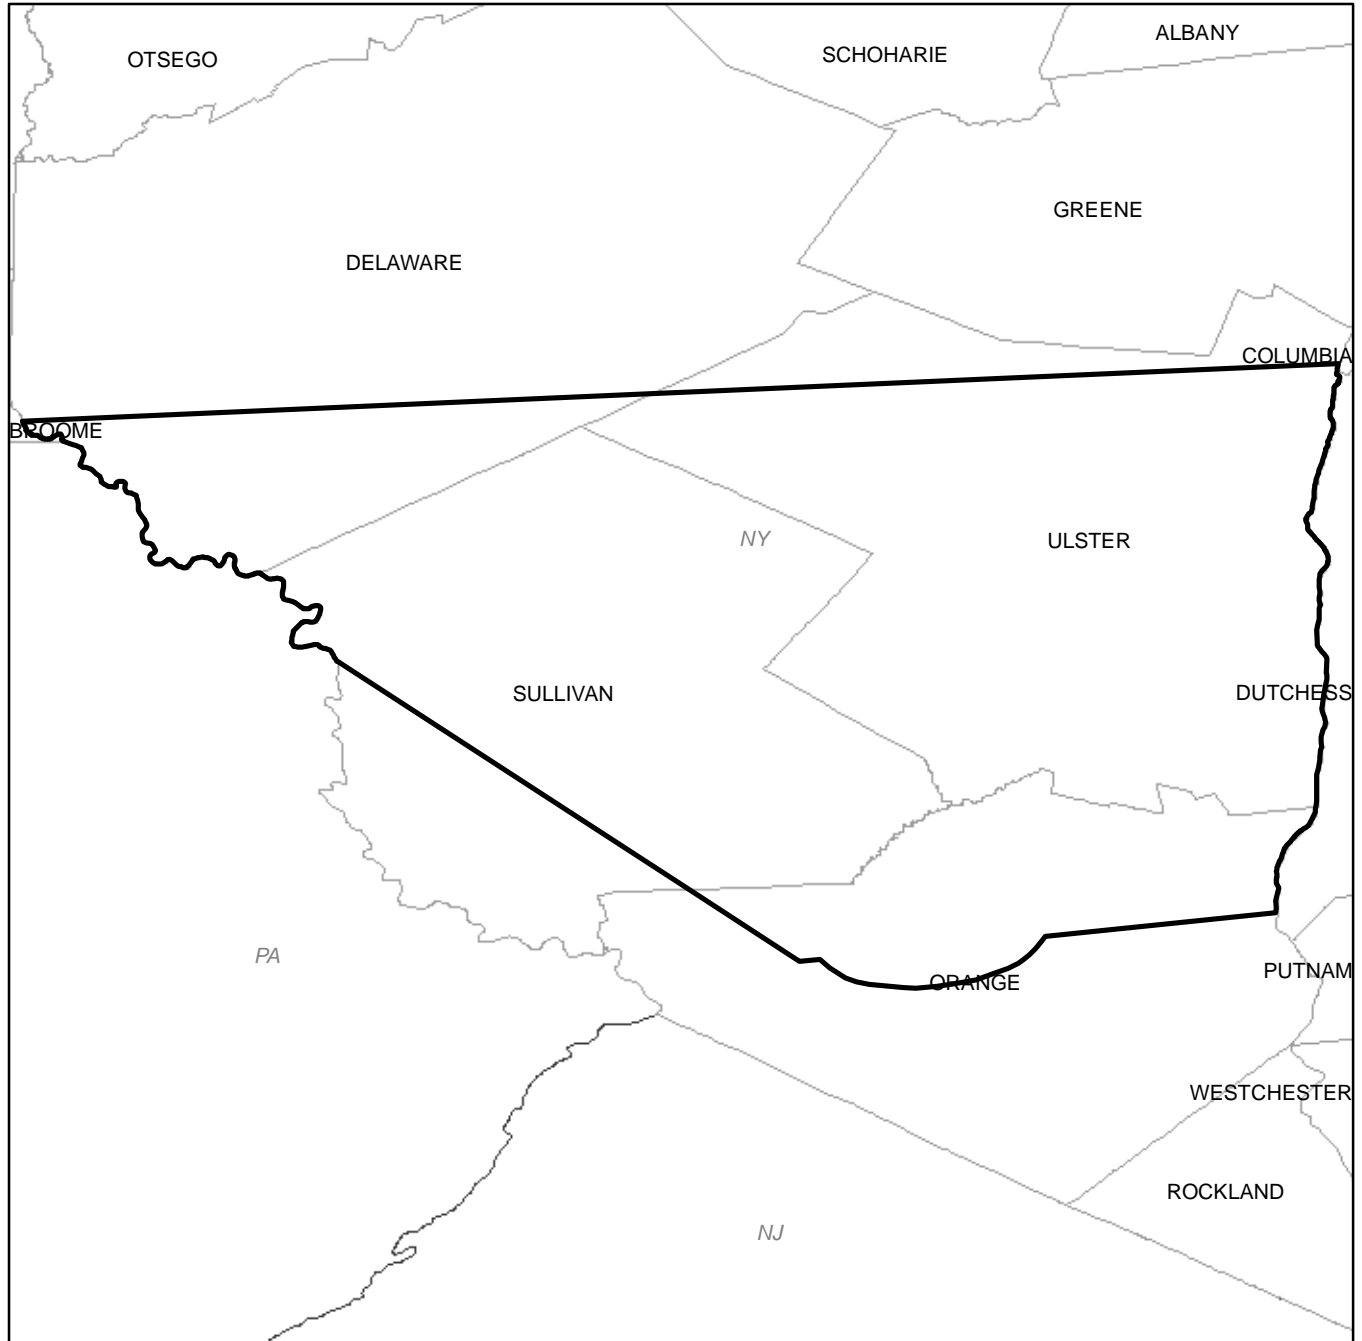 ALBANY
SCHOHARIE
OTSEGO
GREENE
DELAWARE
COLUMBIA
BROOME
NY
ULSTER
DUTCHESS
SULLIVAN
PA
PUTNAM
ORANGE
WESTCHESTER
ROCKLAND
NJ